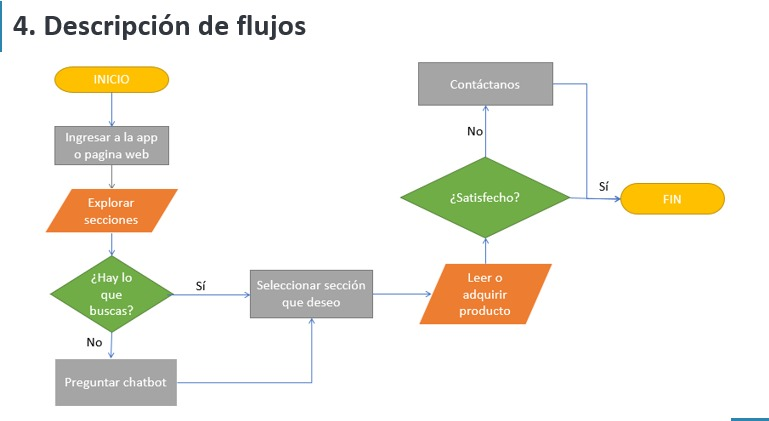 4. Descripción de flujos
INICIO
Ingresar a la app
o pagina web
Explorar
secciones
¿Hay lo
que
buscas?
Sí
No
Preguntar chatbot
Seleccionar sección
que deseo
Leer o
adquirir
producto
¿Satisfecho?
No
Contáctanos
Sí
FIN